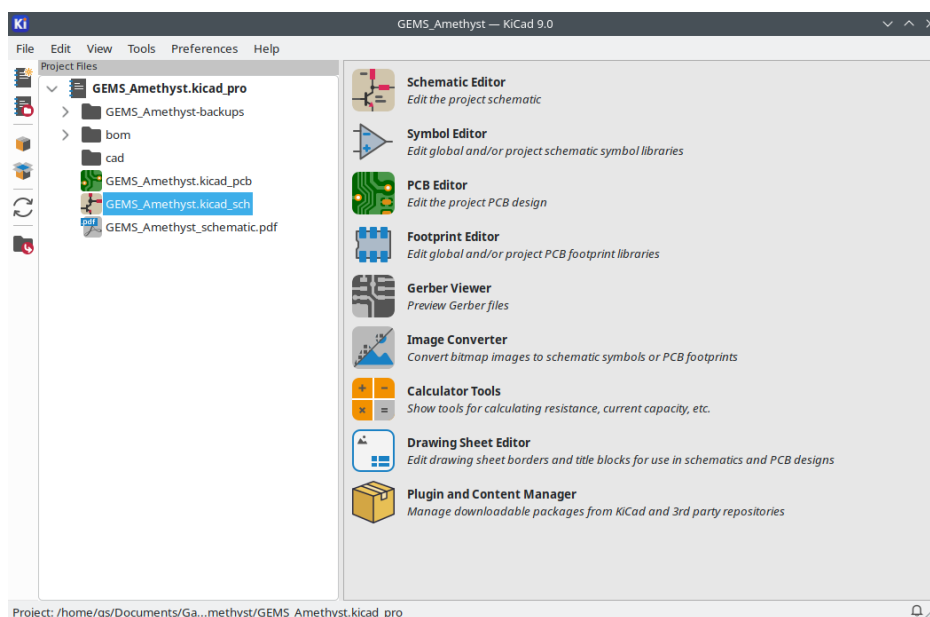 Ki
GEMS_Amethyst — KiCad 9.0
File Edit View Tools Preferences Help
Project Files
GEMS_Amethyst.kicad_pro
GEMS_Amethyst-backups
bom
cad
GEMS_Amethyst.kicad_pcb
GEMS_Amethyst.kicad_sch
pdf
GEMS_Amethyst_schematic.pdf
Schematic Editor
Edit the project schematic
Symbol Editor
Edit global and/or project schematic symbol libraries
PCB Editor
Edit the project PCB design
Footprint Editor
Edit global and/or project PCB footprint libraries
Gerber Viewer
Preview Gerber files
Image Converter
Convert bitmap images to schematic symbols or PCB footprints
Calculator Tools
Show tools for calculating resistance, current capacity, etc.
Drawing Sheet Editor
Edit drawing sheet borders and title blocks for use in schematics and PCB designs
Plugin and Content Manager
Manage downloadable packages from KiCad and 3rd party repositories
Project: /home/qs/Documents/Ga...methyst/GEMS_Amethyst.kicad_pro